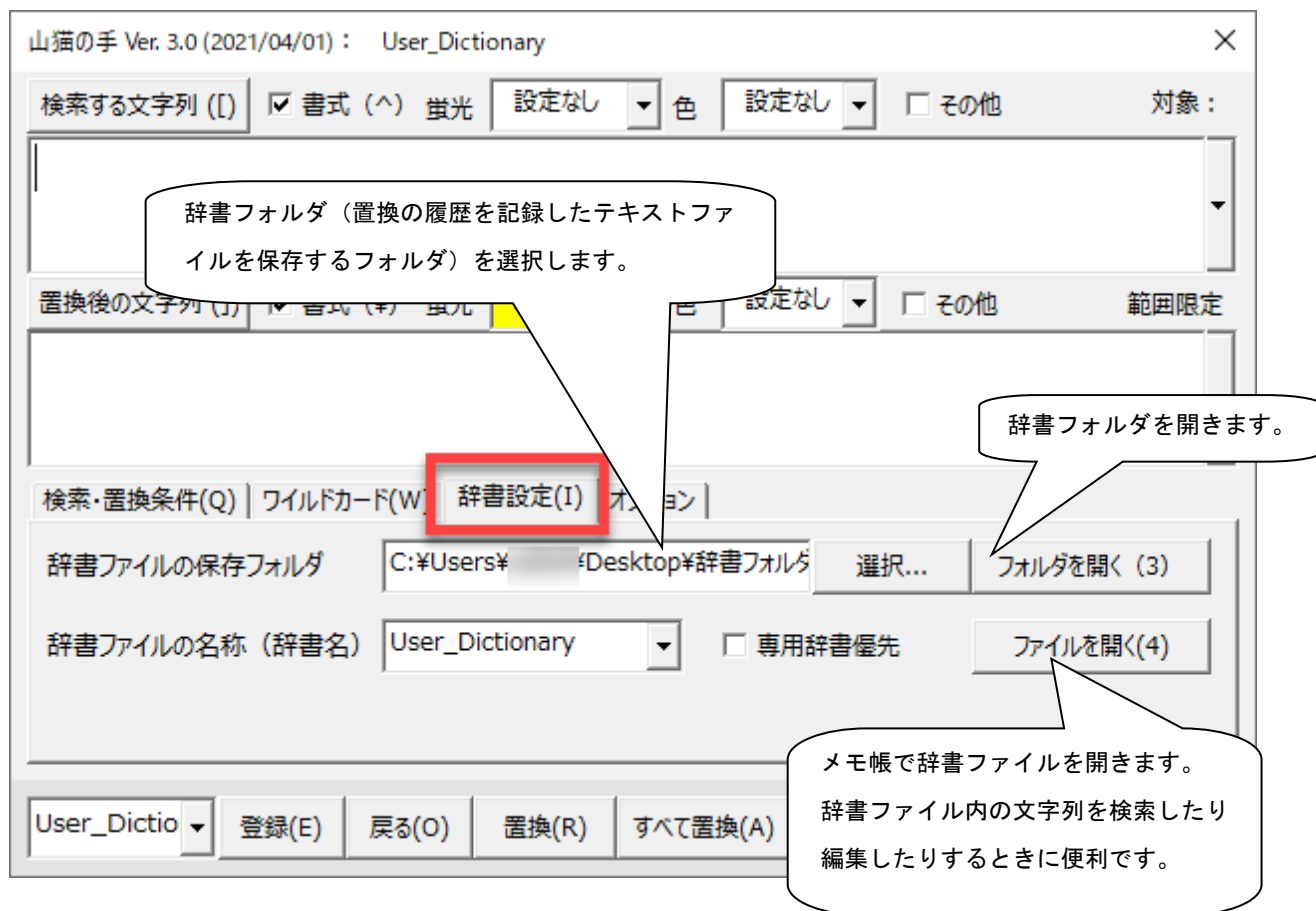 山猫の手 Ver. 3.0 (2021/04/01)： User_Dictionary
検索する文字列 ([) 書式 (^) 蛍光 設定なし 色 設定なし その他 対象：
辞書フォルダ（置換の履歴を記録したテキストファ
イルを保存するフォルダ）を選択します。
置換後の文字列 (]) 書式 (¥) 蛍光 色 設定なし その他 範囲限定
辞書フォルダを開きます。
検索・置換条件(Q) ワイルドカード(W) 辞書設定(I) オプション
辞書ファイルの保存フォルダ C:¥Users¥ ¥Desktop¥辞書フォルダ 選択... フォルダを開く (3)
辞書ファイルの名称（辞書名） User_Dictionary 専用辞書優先 ファイルを開く(4)
メモ帳で辞書ファイルを開きます。
辞書ファイル内の文字列を検索したり
編集したりするときに便利です。
User_Dictio 登録(E) 戻る(O) 置換(R) すべて置換(A)